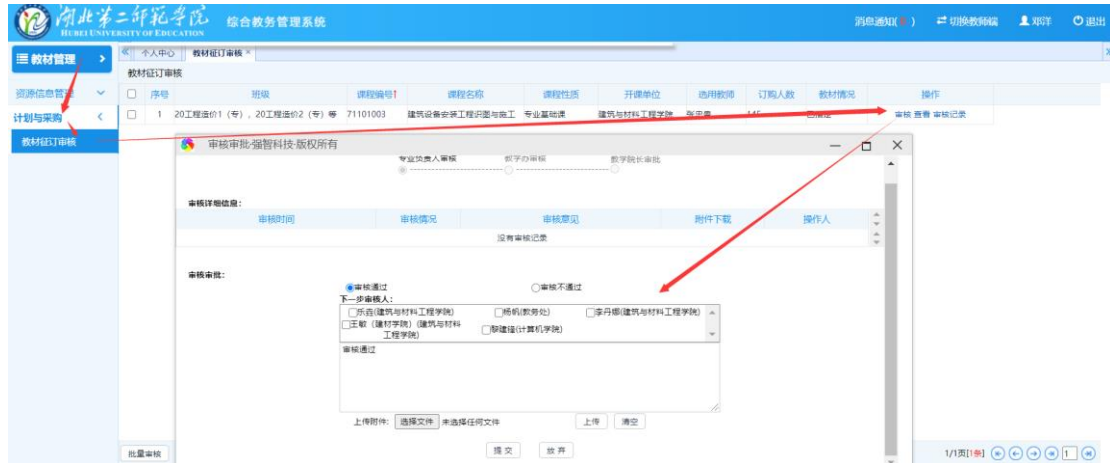 湖北第二师范学院 综合教务管理系统
HUBEI UNIVERSITY OF EDUCATION
消息通知( ) 切换教师端 邓洋 退出
教材管理
个人中心 教材征订审核 ×
教材征订审核
资源信息管理
序号 班级 课程编号 课程名称 课程性质 开课单位 选用教师 订购人数 教材情况 操作
计划与采购
1 20工程造价1（专）, 20工程造价2（专）等 71101003 建筑设备安装工程识图与施工 专业基础课 建筑与材料工程学院 审核 查看 审核记录
教材征订审核
审核审批-强智科技-版权所有
专业负责人审核 教学办审核 教学院长审批
审核详细信息：
审核时间 审核情况 审核意见 附件下载 操作人
没有审核记录
审核审批：
审核通过 审核不通过
下一步审核人：
乐垚(建筑与材料工程学院) 杨帆(教务处) 李丹娜(建筑与材料工程学院)
王敏（建材学院）(建筑与材料
工程学院) 黎建锋(计算机学院)
审核通过
上传附件： 选择文件 未选择任何文件 上传 清空
提交 放弃
批量审核 1/1页[1条] 1